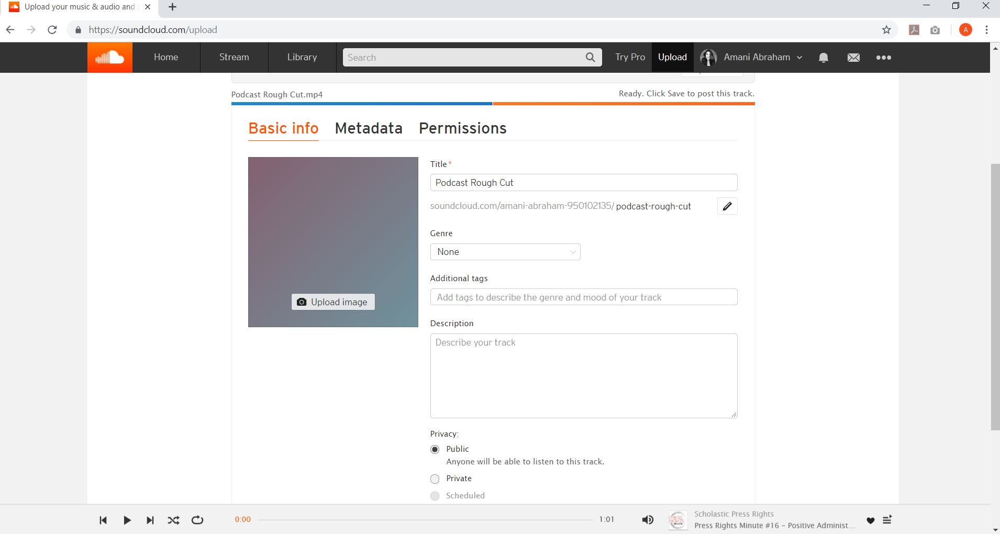 Upload your music & audio and
https://soundcloud.com/upload
A
Home
Stream
Library
Search
Try Pro
Upload
Amani Abraham
Podcast Rough Cut.mp4
Ready. Click Save to post this track.
Basic info
Metadata
Permissions
Title*
Podcast Rough Cut
soundcloud.com/amani-abraham-950102135/ podcast-rough-cut
Genre
None
Additional tags
Add tags to describe the genre and mood of your track
Upload image
Description
Describe your track
Privacy:
Public
Anyone will be able to listen to this track.
Private
Scheduled
0:00
1:01
PRESS
RIGHTS
Scholastic Press Rights
Press Rights Minute #16 – Positive Administ...